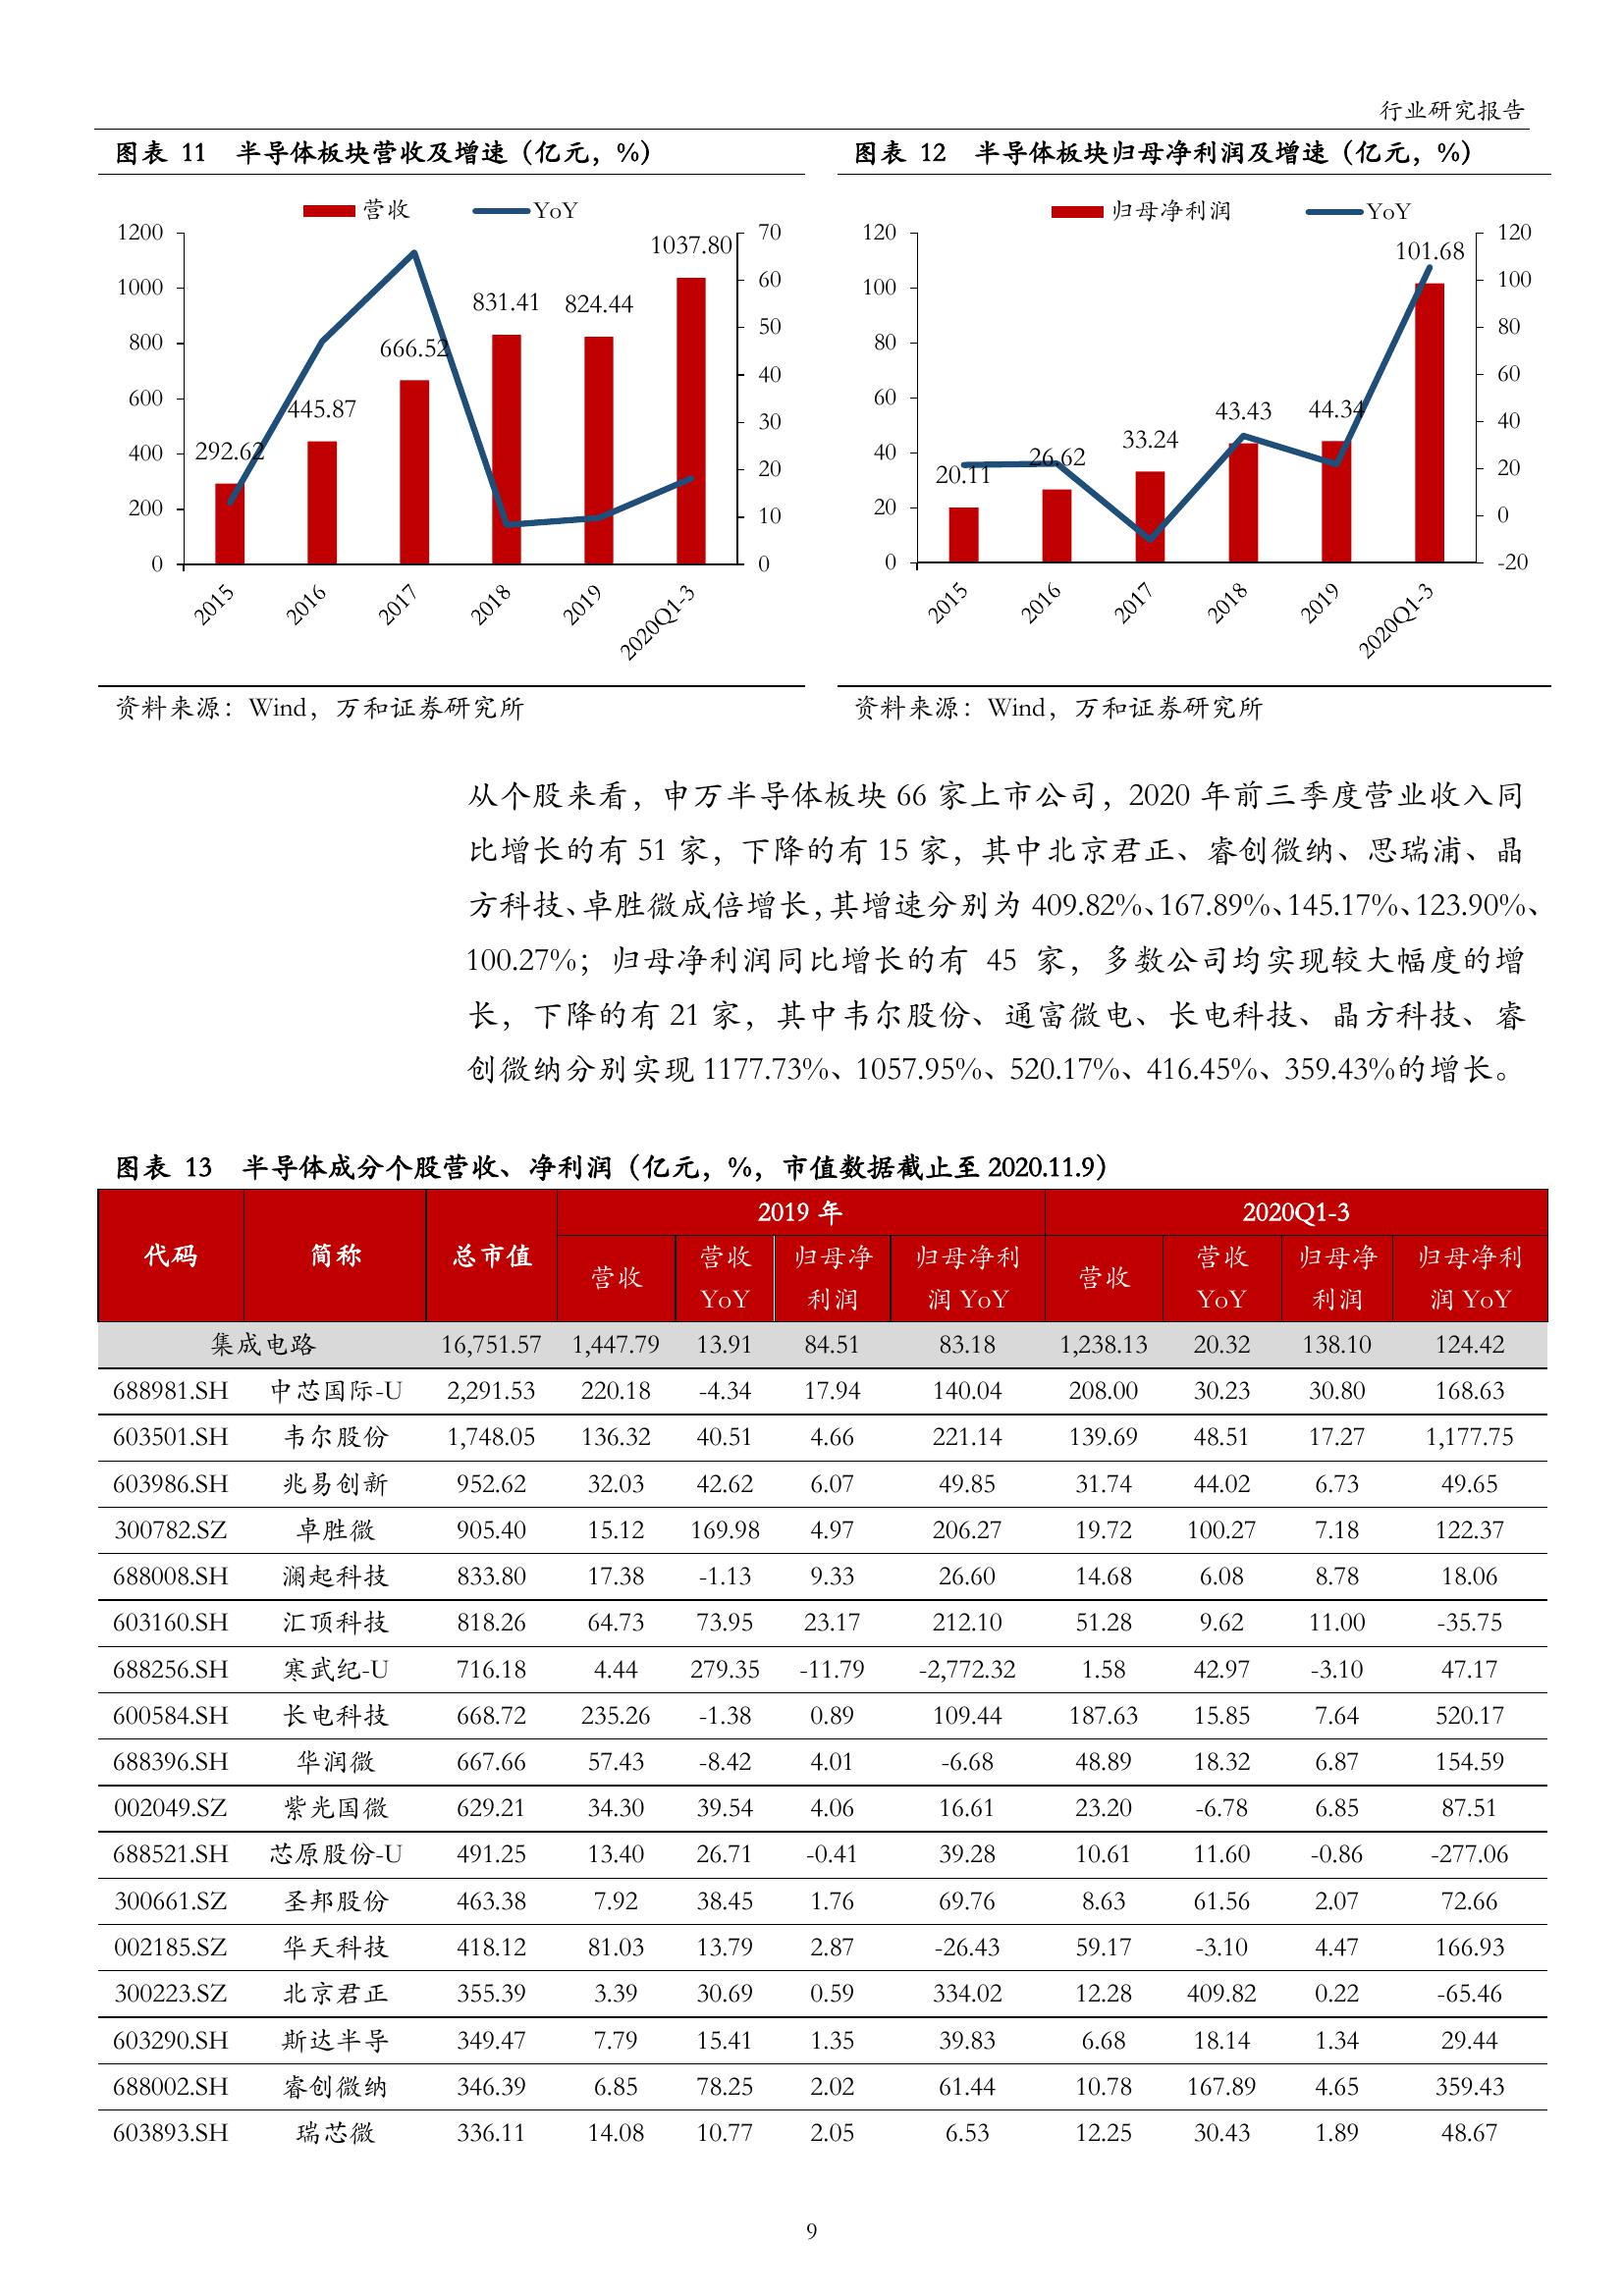 行业研究报告
图表 11 半导体板块营收及增速（亿元，%）
营收 YoY
1200
1000
800
600
400
200
0
70
60
50
40
30
20
10
0
292.62
445.87
666.52
831.41
824.44
1037.80
2015
2016
2017
2018
2019
2020Q1-3
资料来源：Wind，万和证券研究所
图表 12 半导体板块归母净利润及增速（亿元，%）
归母净利润 YoY
120
100
80
60
40
20
0
120
100
80
60
40
20
0
-20
20.11
26.62
33.24
43.43
44.34
101.68
2015
2016
2017
2018
2019
2020Q1-3
资料来源：Wind，万和证券研究所
从个股来看，申万半导体板块 66 家上市公司，2020 年前三季度营业收入同
比增长的有 51 家，下降的有 15 家，其中北京君正、睿创微纳、思瑞浦、晶
方科技、卓胜微成倍增长，其增速分别为 409.82%、167.89%、145.17%、123.90%、
100.27%；归母净利润同比增长的有 45 家，多数公司均实现较大幅度的增
长，下降的有 21 家，其中韦尔股份、通富微电、长电科技、晶方科技、睿
创微纳分别实现 1177.73%、1057.95%、520.17%、416.45%、359.43%的增长。
图表 13 半导体成分个股营收、净利润（亿元，%，市值数据截止至 2020.11.9）
代码 简称 总市值 2019 年 2020Q1-3
营收 营收 YoY 归母净利润 归母净利润 YoY 营收 营收 YoY 归母净利润 归母净利润 YoY
集成电路 16,751.57 1,447.79 13.91 84.51 83.18 1,238.13 20.32 138.10 124.42
688981.SH 中芯国际-U 2,291.53 220.18 -4.34 17.94 140.04 208.00 30.23 30.80 168.63
603501.SH 韦尔股份 1,748.05 136.32 40.51 4.66 221.14 139.69 48.51 17.27 1,177.75
603986.SH 兆易创新 952.62 32.03 42.62 6.07 49.85 31.74 44.02 6.73 49.65
300782.SZ 卓胜微 905.40 15.12 169.98 4.97 206.27 19.72 100.27 7.18 122.37
688008.SH 澜起科技 833.80 17.38 -1.13 9.33 26.60 14.68 6.08 8.78 18.06
603160.SH 汇顶科技 818.26 64.73 73.95 23.17 212.10 51.28 9.62 11.00 -35.75
688256.SH 寒武纪-U 716.18 4.44 279.35 -11.79 -2,772.32 1.58 42.97 -3.10 47.17
600584.SH 长电科技 668.72 235.26 -1.38 0.89 109.44 187.63 15.85 7.64 520.17
688396.SH 华润微 667.66 57.43 -8.42 4.01 -6.68 48.89 18.32 6.87 154.59
002049.SZ 紫光国微 629.21 34.30 39.54 4.06 16.61 23.20 -6.78 6.85 87.51
688521.SH 芯原股份-U 491.25 13.40 26.71 -0.41 39.28 10.61 11.60 -0.86 -277.06
300661.SZ 圣邦股份 463.38 7.92 38.45 1.76 69.76 8.63 61.56 2.07 72.66
002185.SZ 华天科技 418.12 81.03 13.79 2.87 -26.43 59.17 -3.10 4.47 166.93
300223.SZ 北京君正 355.39 3.39 30.69 0.59 334.02 12.28 409.82 0.22 -65.46
603290.SH 斯达半导 349.47 7.79 15.41 1.35 39.83 6.68 18.14 1.34 29.44
688002.SH 睿创微纳 346.39 6.85 78.25 2.02 61.44 10.78 167.89 4.65 359.43
603893.SH 瑞芯微 336.11 14.08 10.77 2.05 6.53 12.25 30.43 1.89 48.67
9